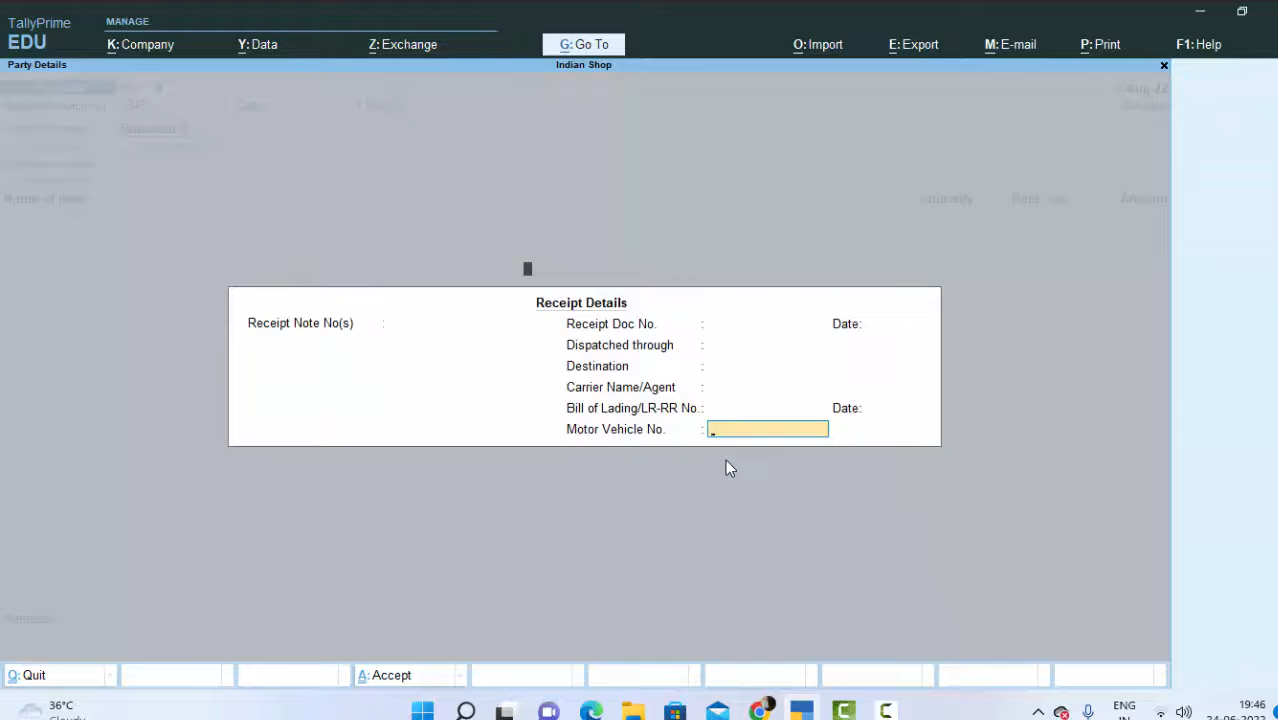 TallyPrime
MANAGE
EDU
K: Company
Y: Data
Z: Exchange
G: Go To
O: Import
E: Export
M: E-mail
P: Print
F1: Help
Party Details
Indian Shop
Receipt Details
Receipt Note No(s) :
Receipt Doc No. :
Date:
Dispatched through :
Destination :
Carrier Name/Agent :
Bill of Lading/LR-RR No.:
Date:
Motor Vehicle No. :
Q: Quit
A: Accept
36°C
Cloudy
ENG
IN
19:46